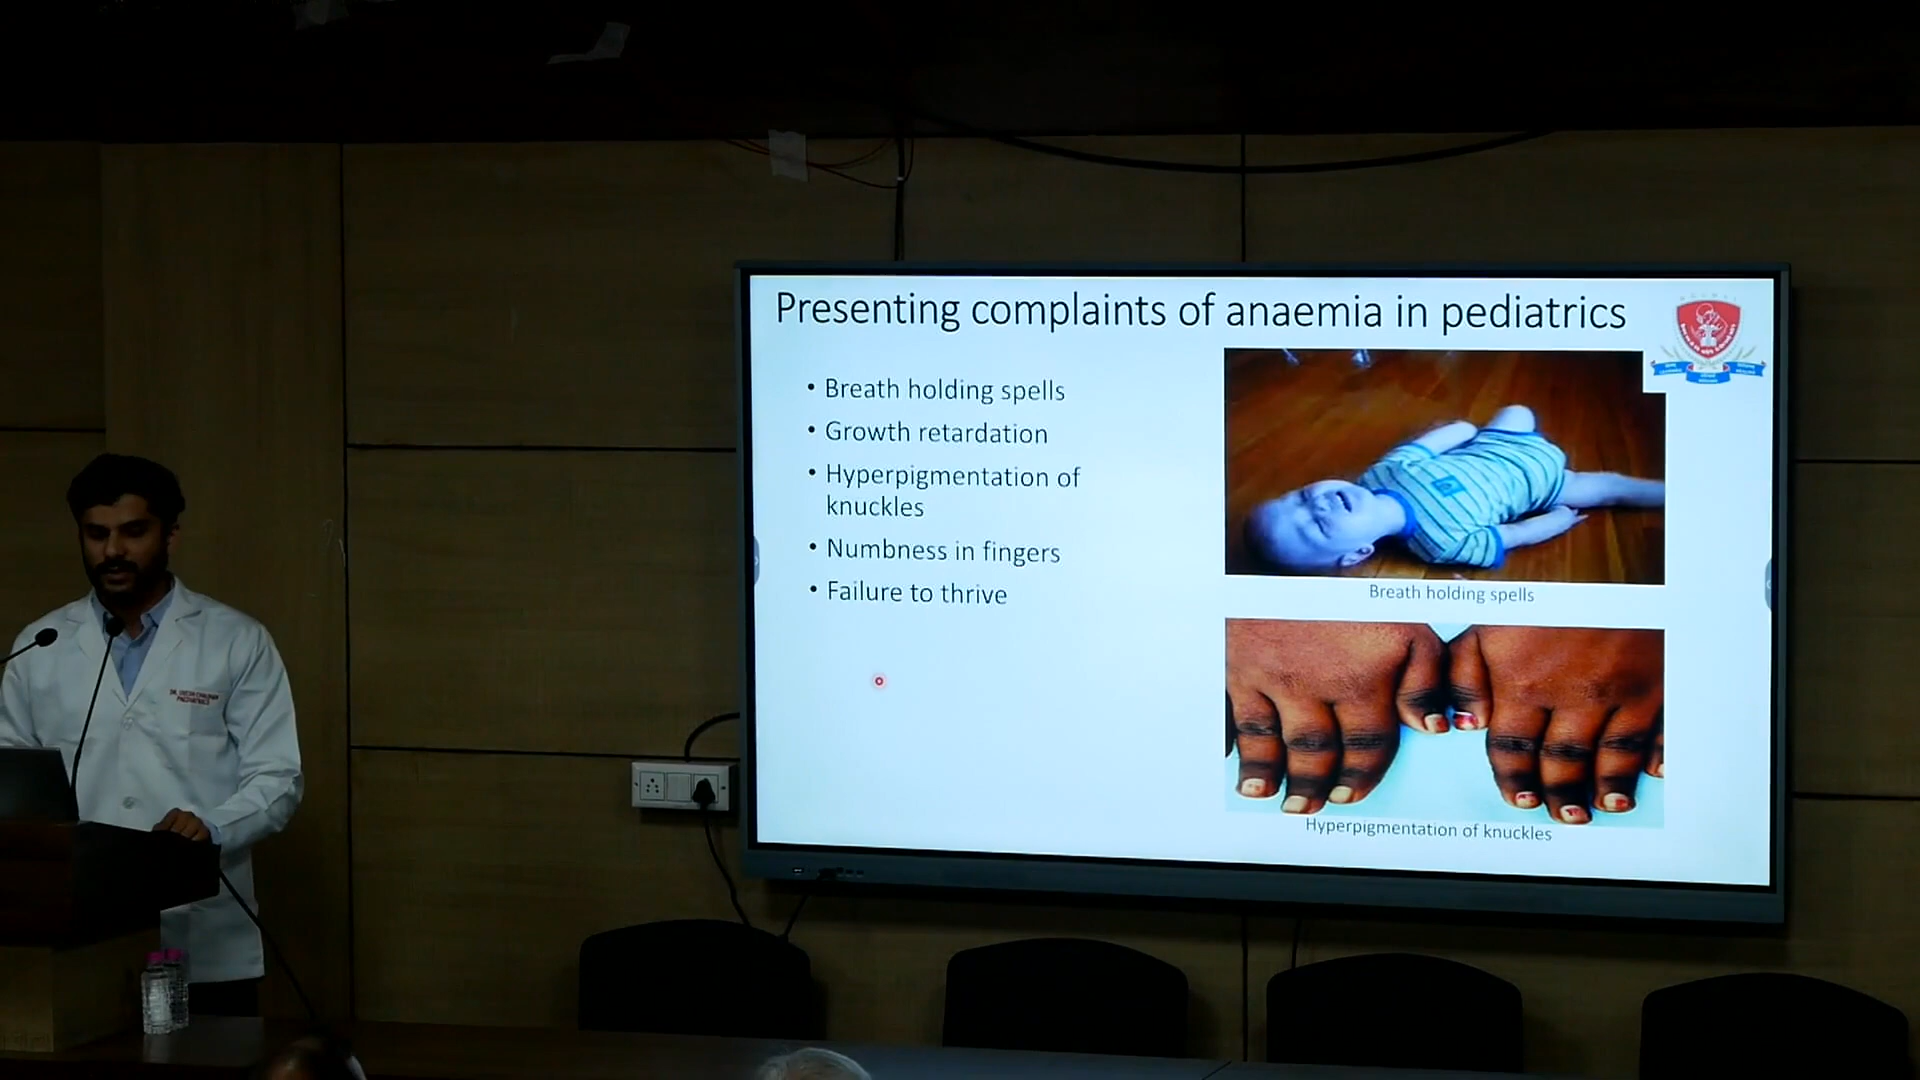 Presenting complaints of anaemia in pediatrics
• Breath holding spells
• Growth retardation
• Hyperpigmentation of
knuckles
• Numbness in fingers
• Failure to thrive
Breath holding spells
Hyperpigmentation of knuckles